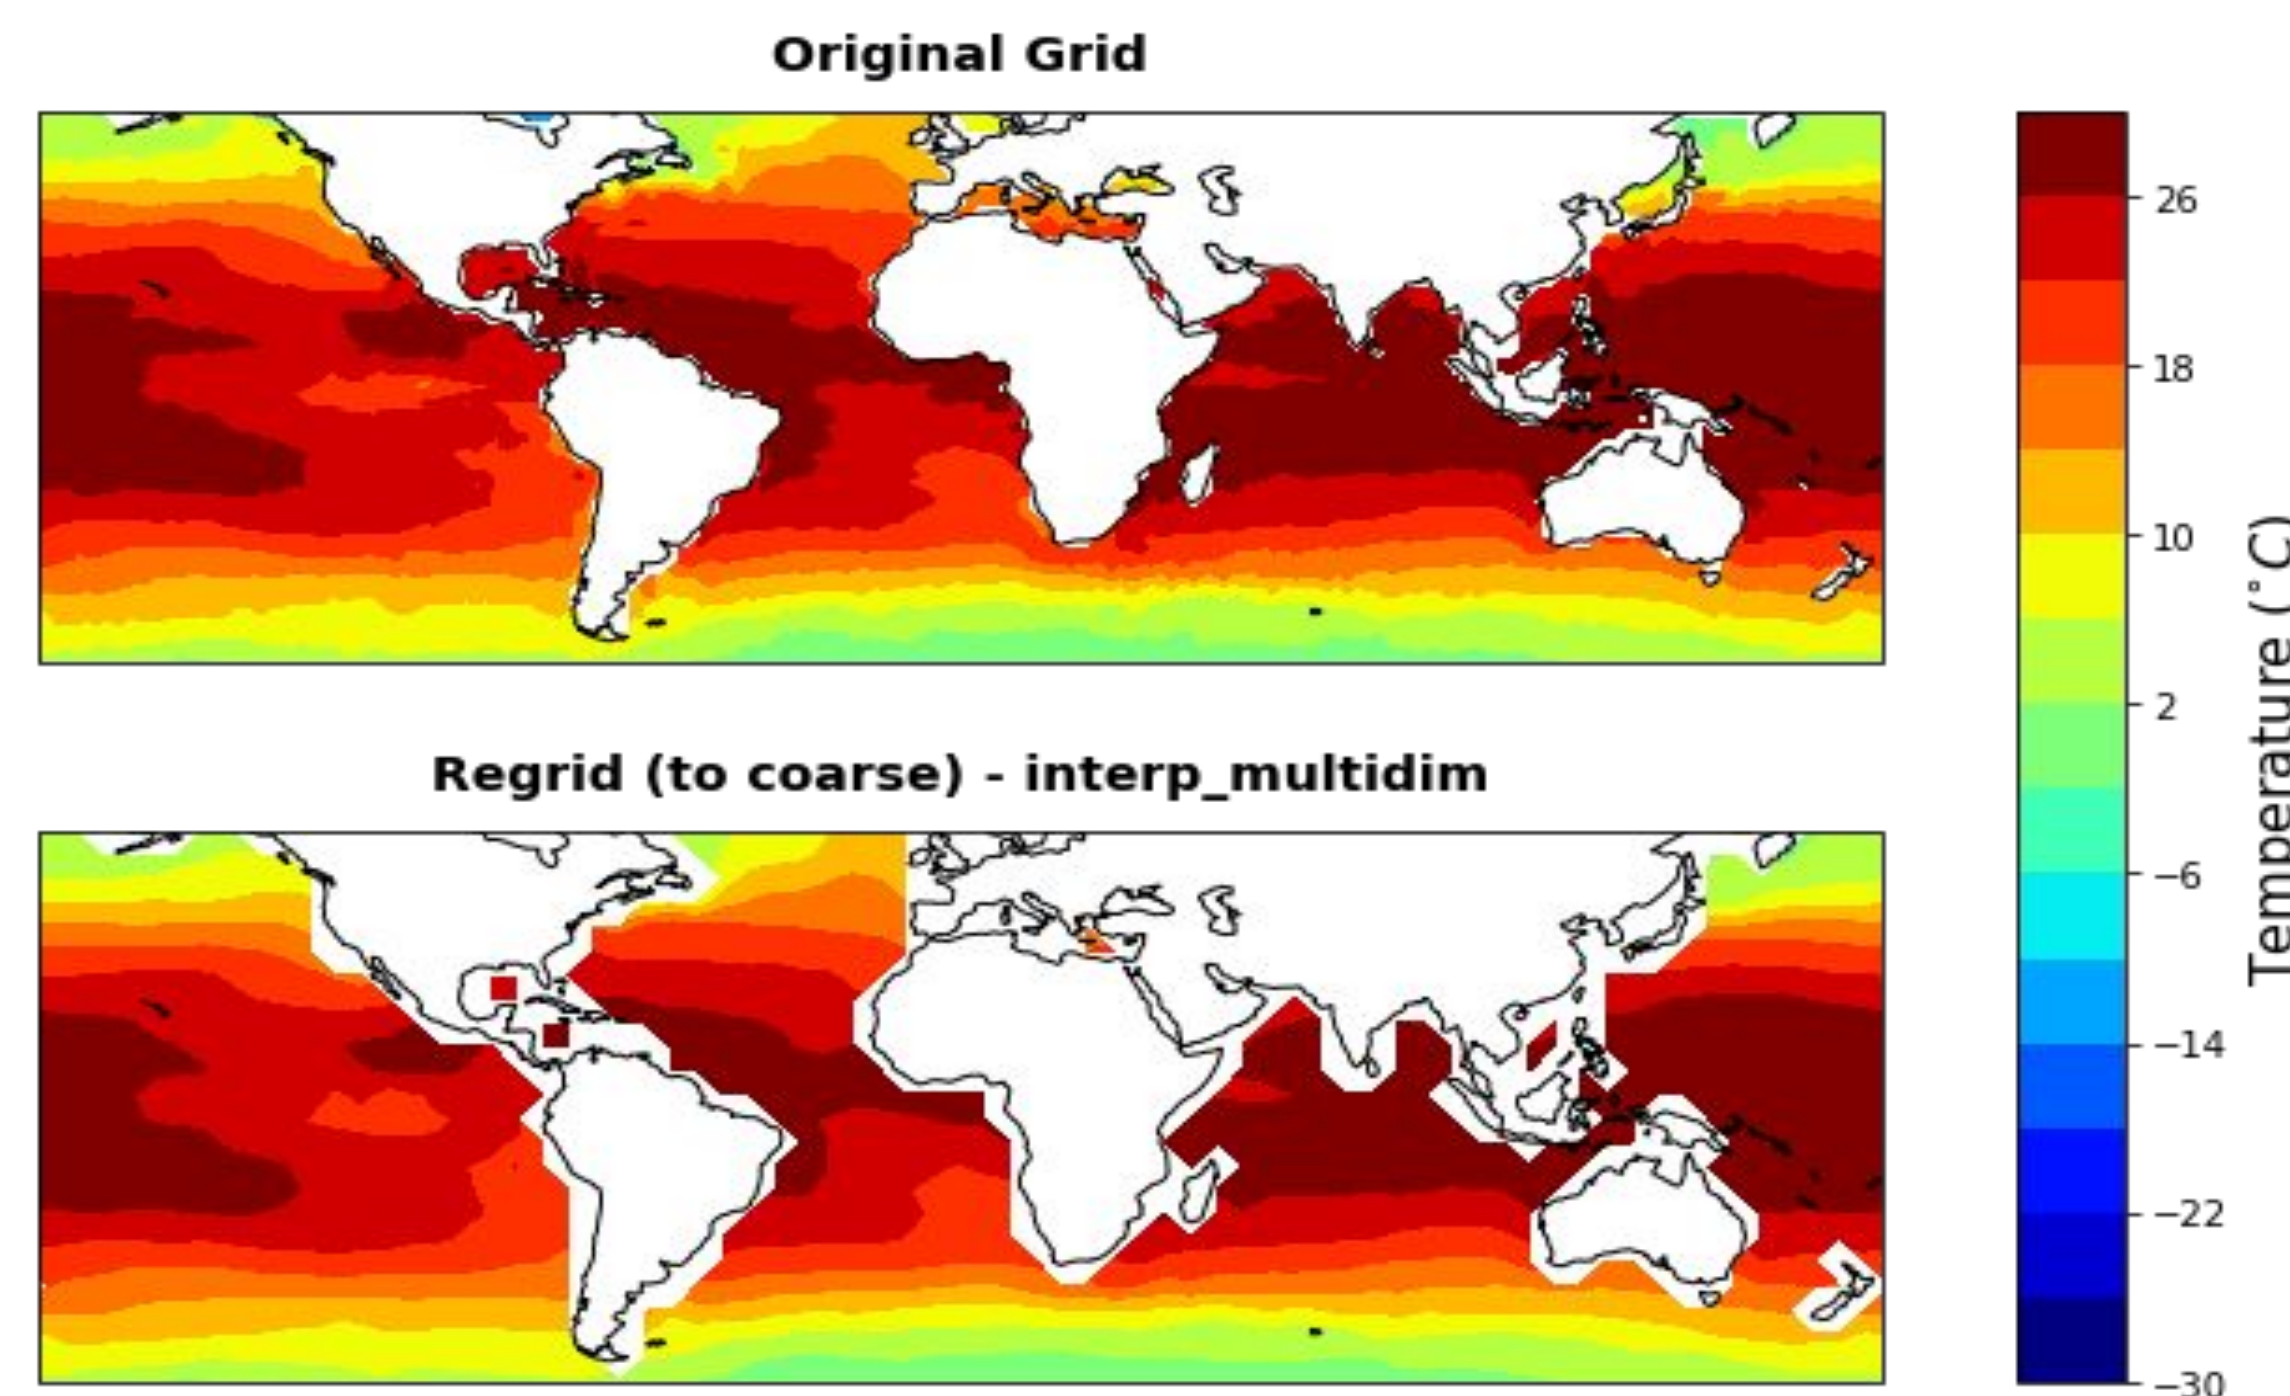 Original Grid
Regrid (to coarse) - interp_multidim
26
18
10
2
−6
−14
−22
−30
Temperature (˚C)